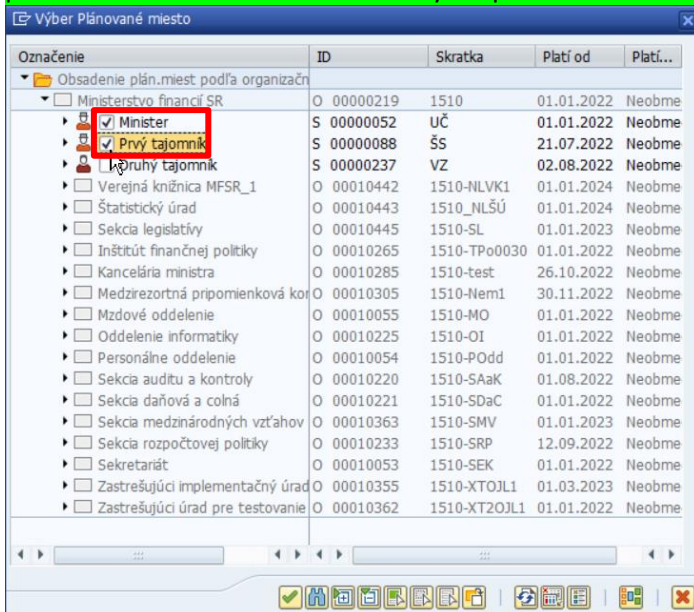 Výber Plánované miesto
Označenie ID Skratka Platí od Platí...
Obsadenie plán.miest podľa organizačn
Ministerstvo financií SR O 00000219 1510 01.01.2022 Neobme
Minister S 00000052 UČ 01.01.2022 Neobme
Prvý tajomník S 00000088 ŠS 21.07.2022 Neobme
Druhý tajomník S 00000237 VZ 02.08.2022 Neobme
Verejná knižnica MFSR_1 O 00010442 1510-NLVK1 01.01.2024 Neobme
Štatistický úrad O 00010443 1510_NLŠÚ 01.01.2024 Neobme
Sekcia legislatívy O 00010445 1510-SL 01.01.2023 Neobme
Inštitút finančnej politiky O 00010265 1510-TPo0030 01.01.2022 Neobme
Kancelária ministra O 00010285 1510-test 26.10.2022 Neobme
Medzirezortná pripomienková kor O 00010305 1510-Nem1 30.11.2022 Neobme
Mzdové oddelenie O 00010055 1510-MO 01.01.2022 Neobme
Oddelenie informatiky O 00010225 1510-OI 01.01.2022 Neobme
Personálne oddelenie O 00010054 1510-POdd 01.01.2022 Neobme
Sekcia auditu a kontroly O 00010220 1510-SAaK 01.08.2022 Neobme
Sekcia daňová a colná O 00010221 1510-SDaC 01.01.2022 Neobme
Sekcia medzinárodných vzťahov O 00010363 1510-SMV 01.01.2023 Neobme
Sekcia rozpočtovej politiky O 00010233 1510-SRP 12.09.2022 Neobme
Sekretariát O 00010053 1510-SEK 01.01.2022 Neobme
Zastrešujúci implementačný úrad O 00010355 1510-XTOJL1 01.03.2023 Neobme
Zastrešujúci úrad pre testovanie O 00010362 1510-XT2OJL1 01.01.2022 Neobme